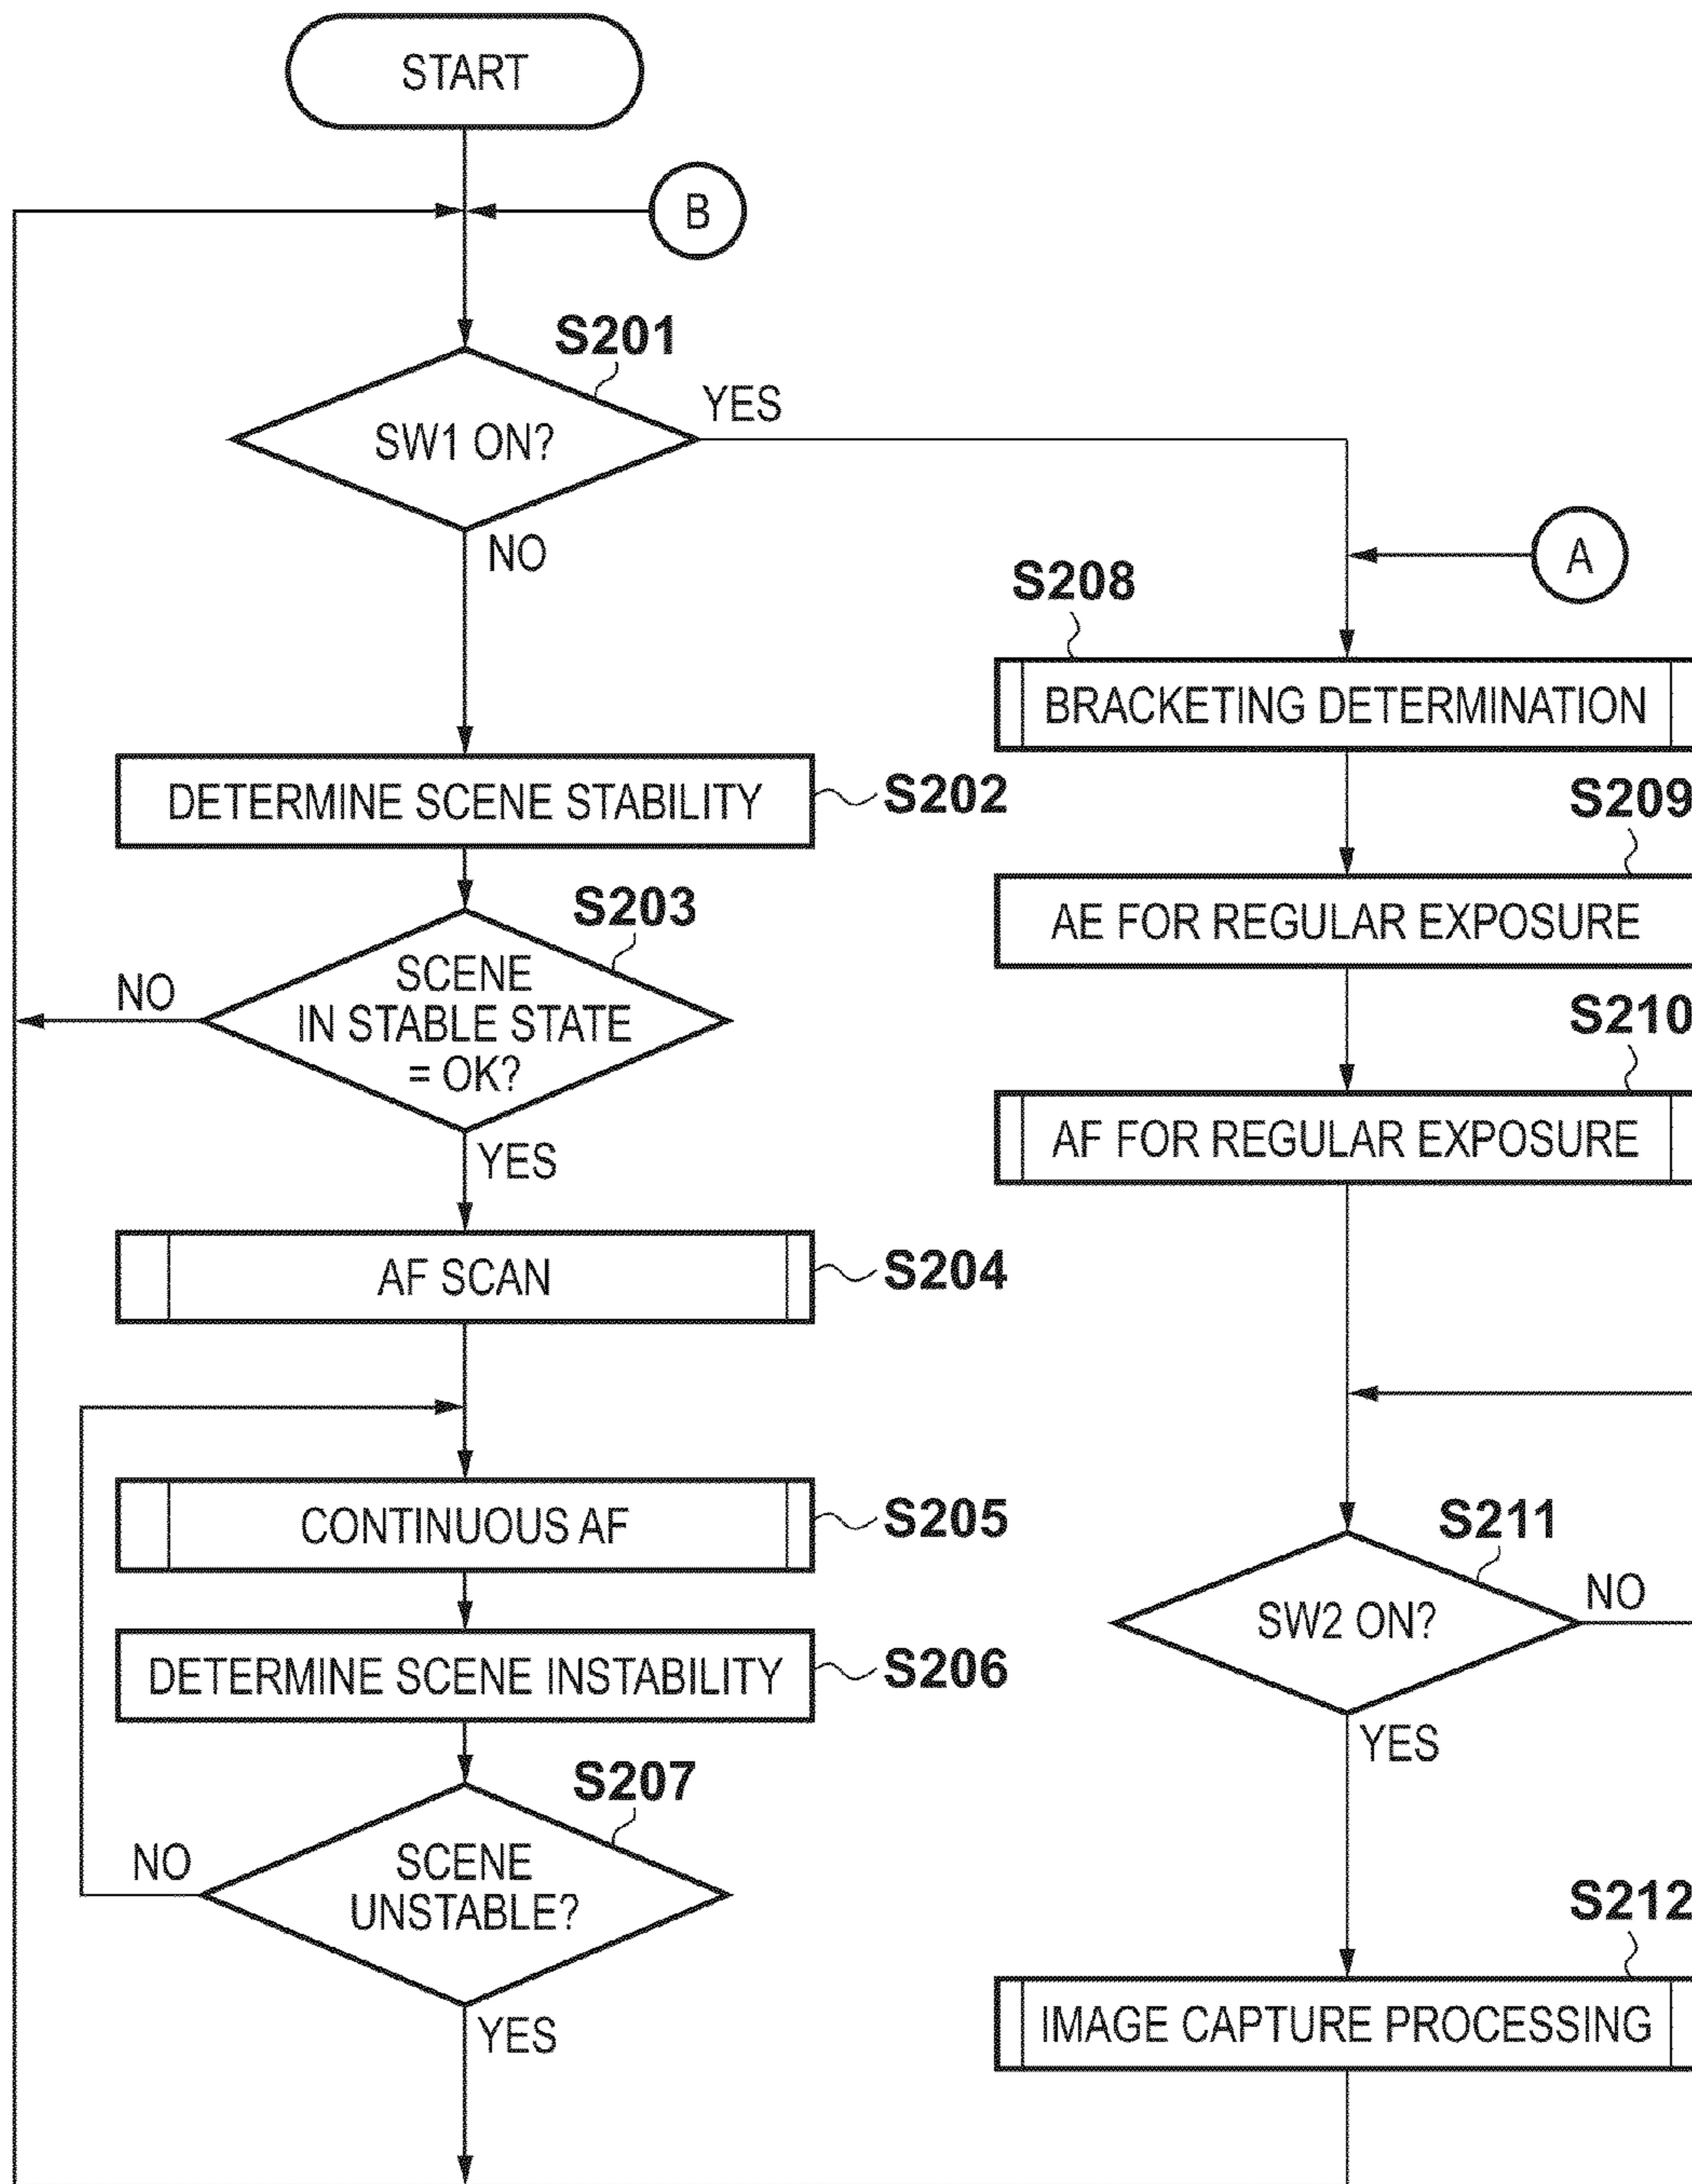 START
B
S201
SW1 ON?
YES
NO
A
S208
BRACKETING DETERMINATION
DETERMINE SCENE STABILITY
S202
S209
AE FOR REGULAR EXPOSURE
S203
SCENE
IN STABLE STATE
= OK?
NO
YES
S210
AF FOR REGULAR EXPOSURE
AF SCAN
S204
CONTINUOUS AF
S205
S211
SW2 ON?
NO
YES
DETERMINE SCENE INSTABILITY
S206
S207
SCENE
UNSTABLE?
NO
YES
S212
IMAGE CAPTURE PROCESSING